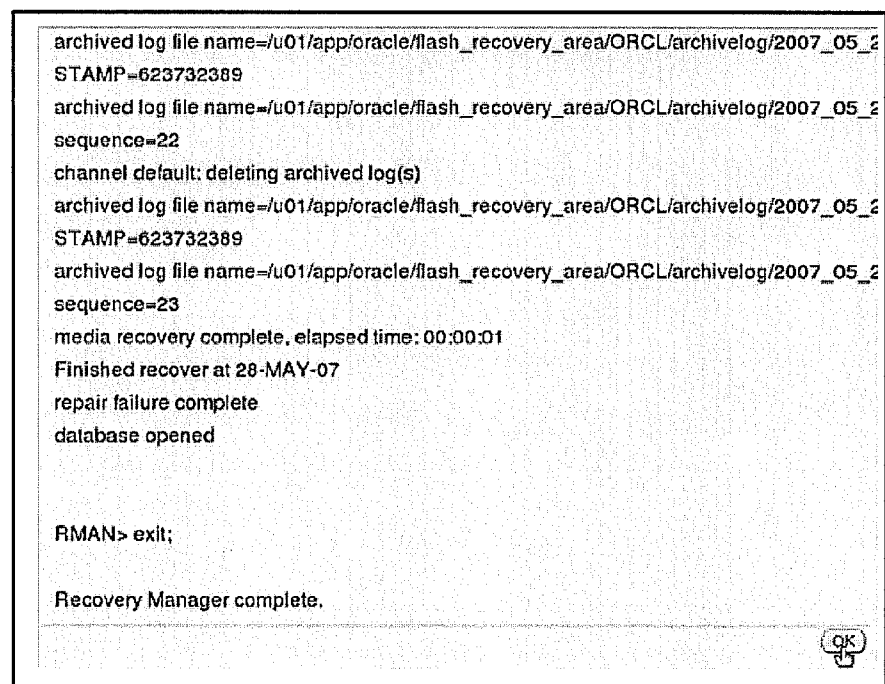 archived log file name=/u01/app/oracle/flash_recovery_area/ORCL/archivelog/2007_05_2
STAMP=623732389
archived log file name=/u01/app/oracle/flash_recovery_area/ORCL/archivelog/2007_05_2
sequence=22
channel default: deleting archived log(s)
archived log file name=/u01/app/oracle/flash_recovery_area/ORCL/archivelog/2007_05_2
STAMP=623732389
archived log file name=/u01/app/oracle/flash_recovery_area/ORCL/archivelog/2007_05_2
sequence=23
media recovery complete, elapsed time: 00:00:01
Finished recover at 28-MAY-07
repair failure complete
database opened
RMAN> exit;
Recovery Manager complete.
OK